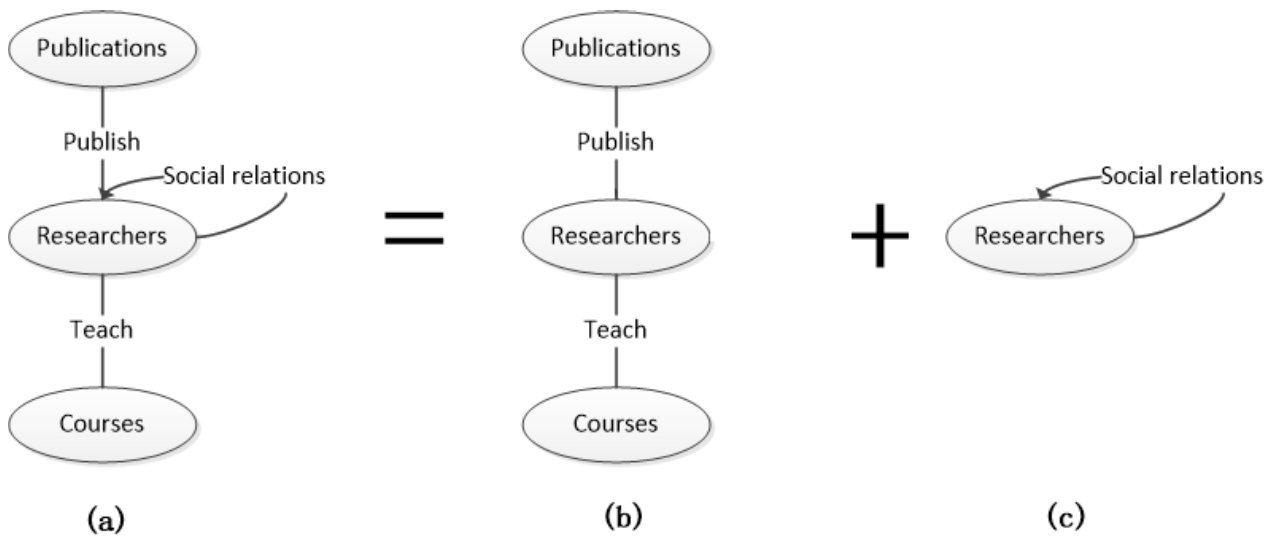 Publications
Publish
Social relations
Researchers
Teach
Courses
(a)
=
Publications
Publish
Researchers
Teach
Courses
(b)
+
Social relations
Researchers
(c)